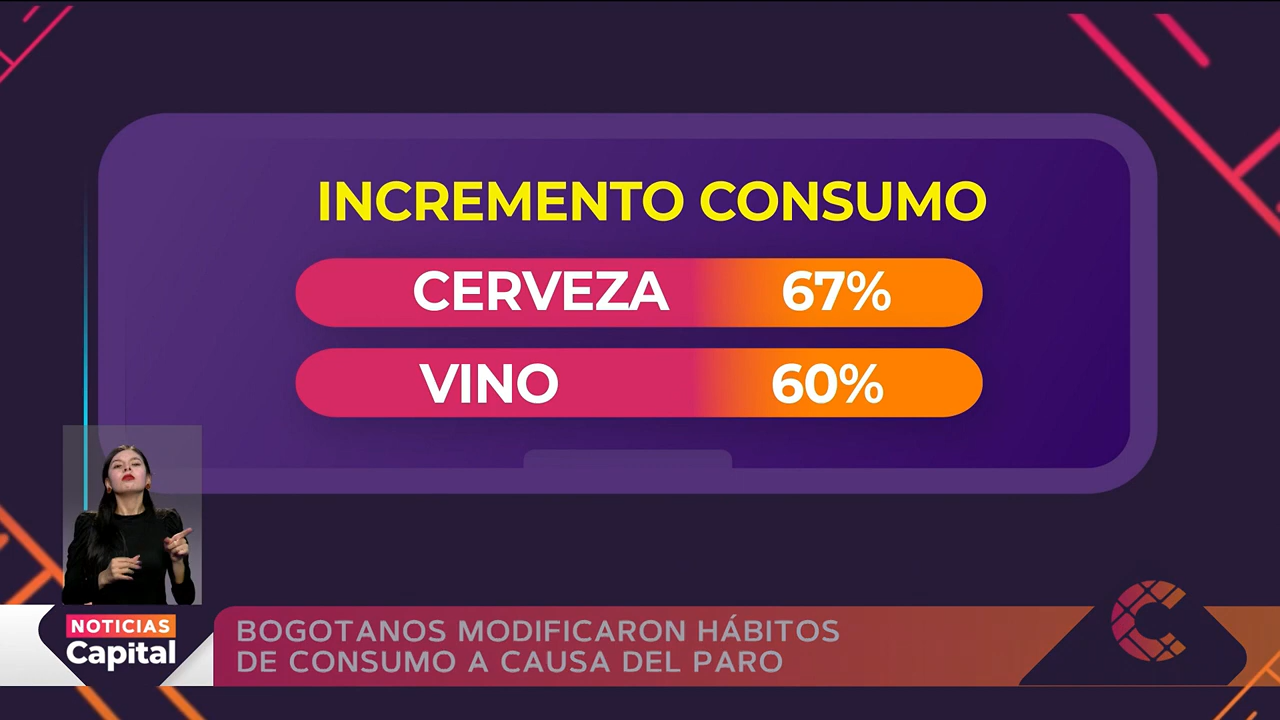 INCREMENTO CONSUMO
CERVEZA 67%
VINO 60%
NOTICIAS
Capital
BOGOTANOS MODIFICARON HÁBITOS
DE CONSUMO A CAUSA DEL PARO